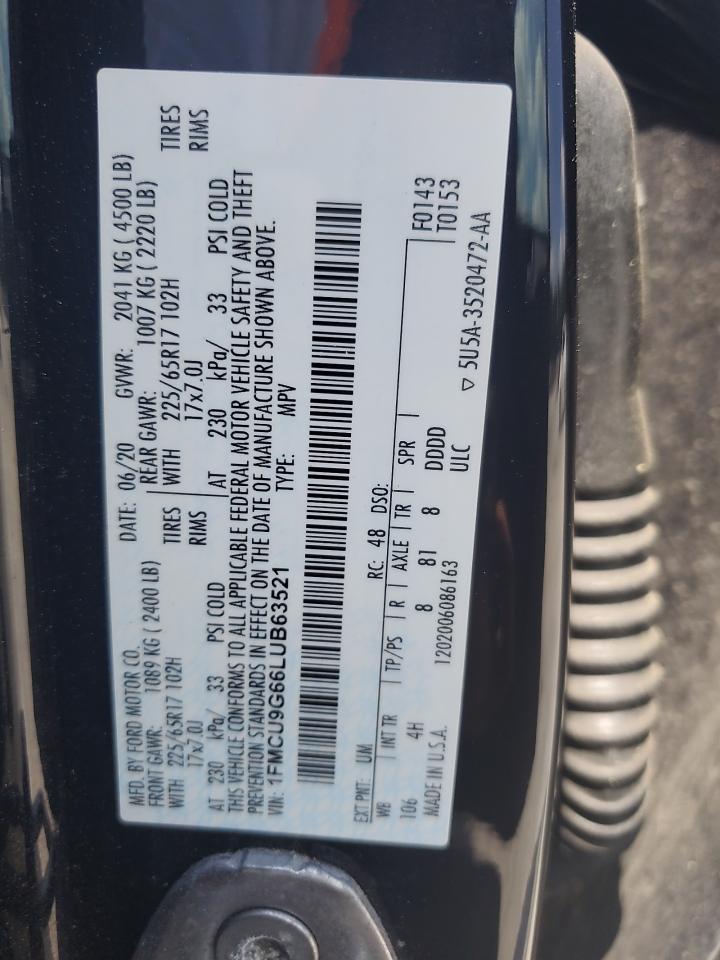 MFD. BY FORD MOTOR CO.
DATE: 06/20 GVWR: 2041 KG ( 4500 LB)
FRONT GAWR: 1089 KG ( 2400 LB)
REAR GAWR: 1007 KG ( 2220 LB)
WITH 225/65R17 102H TIRES
WITH 225/65R17 102H TIRES
17x7.0J RIMS
17x7.0J RIMS
AT 230 kPa/ 33 PSI COLD
AT 230 kPa/ 33 PSI COLD
THIS VEHICLE CONFORMS TO ALL APPLICABLE FEDERAL MOTOR VEHICLE SAFETY AND THEFT
PREVENTION STANDARDS IN EFFECT ON THE DATE OF MANUFACTURE SHOWN ABOVE.
VIN: 1FMCU9G66LUB63521 TYPE: MPV
EXT PNT: UM RC: 48 DSO:
WB INT TR TP/PS R AXLE TR SPR
106 4H 8 81 8 DDDD
F0143
T0153
MADE IN U.S.A. 1202006086163 ULC
5U5A-3520472-AA